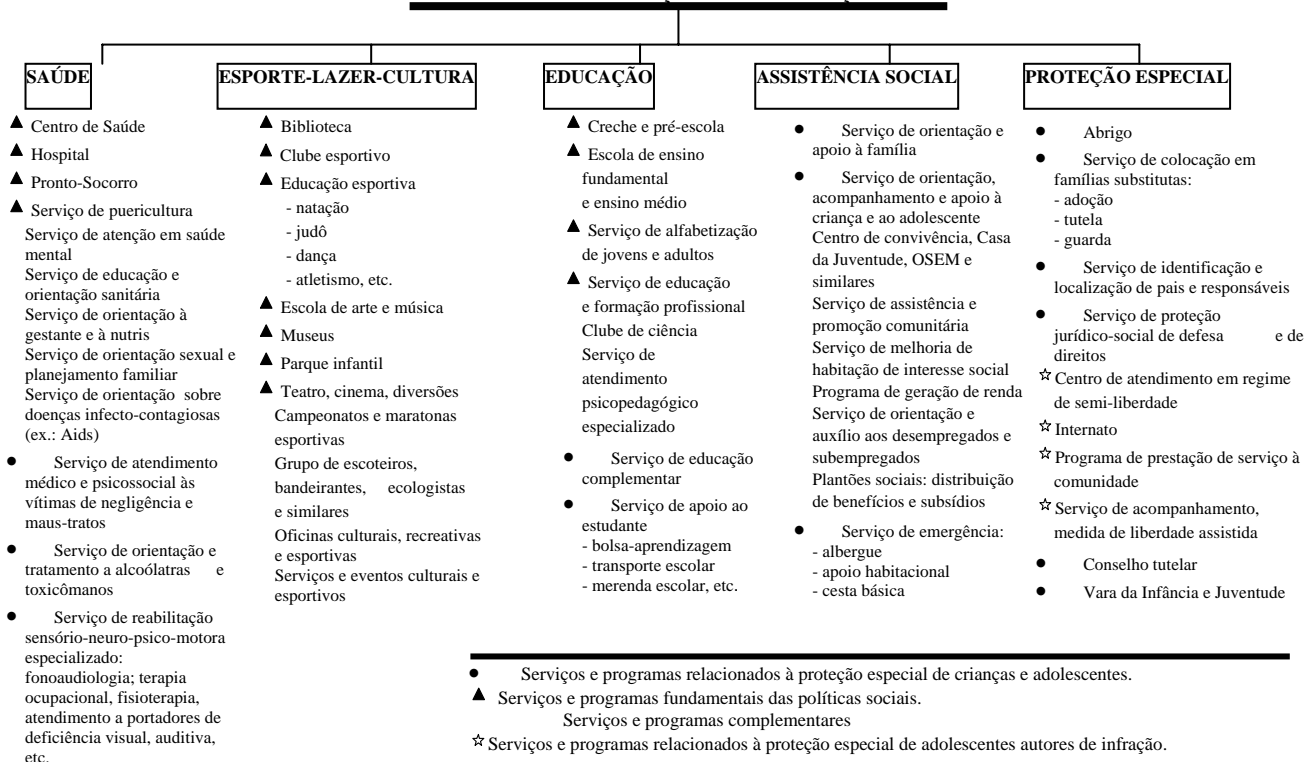 SAÚDE
▲ Centro de Saúde
▲ Hospital
▲ Pronto-Socorro
▲ Serviço de puericultura
Serviço de atenção em saúde
mental
Serviço de educação e
orientação sanitária
Serviço de orientação à
gestante e à nutris
Serviço de orientação sexual e
planejamento familiar
Serviço de orientação sobre
doenças infecto-contagiosas
(ex.: Aids)
● Serviço de atendimento
médico e psicossocial às
vítimas de negligência e
maus-tratos
● Serviço de orientação e
tratamento a alcoólatras e
toxicômanos
● Serviço de reabilitação
sensório-neuro-psico-motora
especializado:
fonoaudiologia; terapia
ocupacional, fisioterapia,
atendimento a portadores de
deficiência visual, auditiva,
etc.
ESPORTE-LAZER-CULTURA
▲ Biblioteca
▲ Clube esportivo
▲ Educação esportiva
- natação
- judô
- dança
- atletismo, etc.
▲ Escola de arte e música
▲ Museus
▲ Parque infantil
▲ Teatro, cinema, diversões
Campeonatos e maratonas
esportivas
Grupo de escoteiros,
bandeirantes, ecologistas
e similares
Oficinas culturais, recreativas
e esportivas
Serviços e eventos culturais e
esportivos
EDUCAÇÃO
▲ Creche e pré-escola
▲ Escola de ensino
fundamental
e ensino médio
▲ Serviço de alfabetização
de jovens e adultos
▲ Serviço de educação
e formação profissional
Clube de ciência
Serviço de
atendimento
psicopedagógico
especializado
● Serviço de educação
complementar
● Serviço de apoio ao
estudante
- bolsa-aprendizagem
- transporte escolar
- merenda escolar, etc.
ASSISTÊNCIA SOCIAL
● Serviço de orientação e
apoio à família
● Serviço de orientação,
acompanhamento e apoio à
criança e ao adolescente
Centro de convivência, Casa
da Juventude, OSEM e
similares
Serviço de assistência e
promoção comunitária
Serviço de melhoria de
habitação de interesse social
Programa de geração de renda
Serviço de orientação e
auxílio aos desempregados e
subempregados
Plantões sociais: distribuição
de benefícios e subsídios
● Serviço de emergência:
- albergue
- apoio habitacional
- cesta básica
PROTEÇÃO ESPECIAL
● Abrigo
● Serviço de colocação em
famílias substitutas:
- adoção
- tutela
- guarda
● Serviço de identificação e
localização de pais e responsáveis
● Serviço de proteção
jurídico-social de defesa e de
direitos
☆ Centro de atendimento em regime
de semi-liberdade
☆ Internato
☆ Programa de prestação de serviço à
comunidade
☆ Serviço de acompanhamento,
medida de liberdade assistida
● Conselho tutelar
● Vara da Infância e Juventude
● Serviços e programas relacionados à proteção especial de crianças e adolescentes.
▲ Serviços e programas fundamentais das políticas sociais.
Serviços e programas complementares
☆ Serviços e programas relacionados à proteção especial de adolescentes autores de infração.